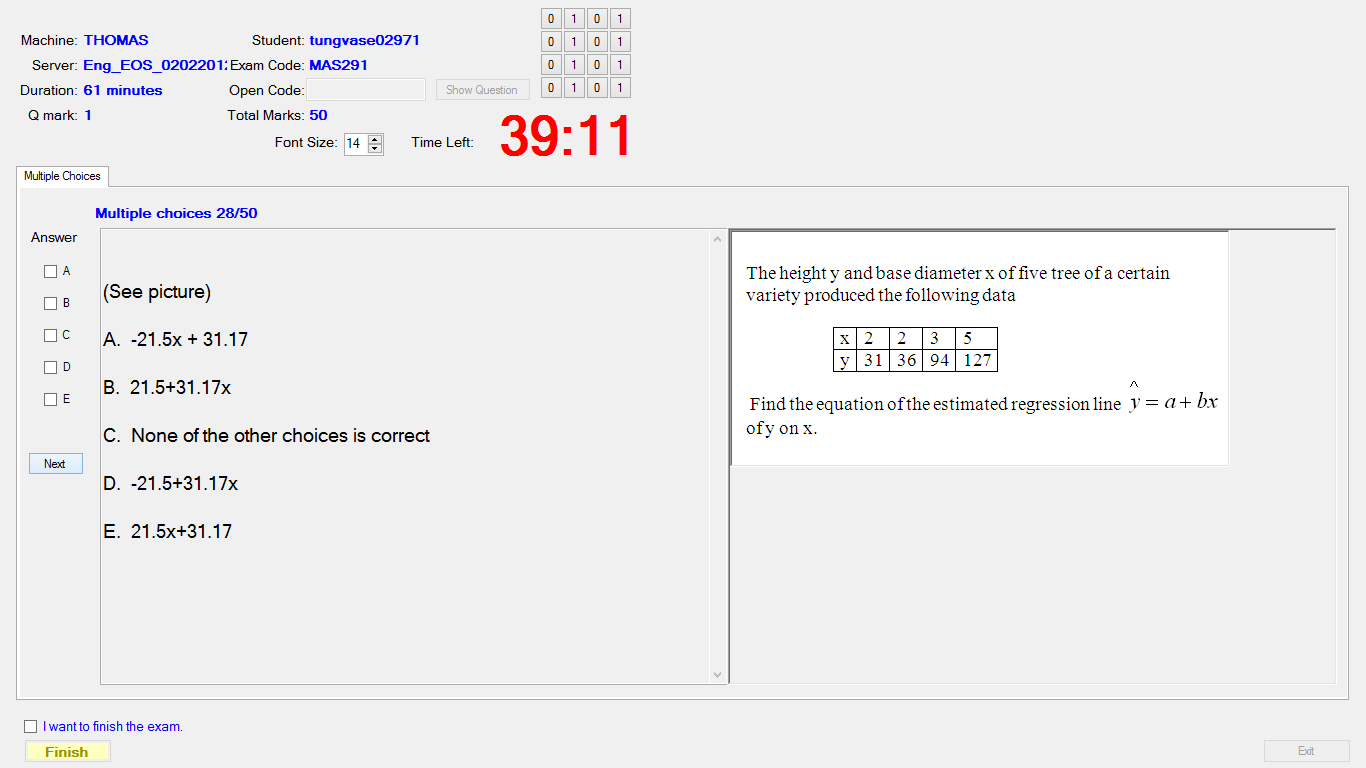 Machine: THOMAS Student: tungvase02971
Server: Eng_EOS_0202201 Exam Code: MAS291
Duration: 61 minutes Open Code: Show Question
Q mark: 1 Total Marks: 50
Font Size: 14 Time Left: 39:11
0 1 0 1
0 1 0 1
0 1 0 1
0 1 0 1
Multiple Choices
Multiple choices 28/50
Answer
A
B
C
D
E
Next
(See picture)
A. -21.5x + 31.17
B. 21.5+31.17x
C. None of the other choices is correct
D. -21.5+31.17x
E. 21.5x+31.17
The height y and base diameter x of five tree of a certain
variety produced the following data
x 2 2 3 5
y 31 36 94 127
Find the equation of the estimated regression line ŷ = a + bx
of y on x.
I want to finish the exam.
Finish
Exit